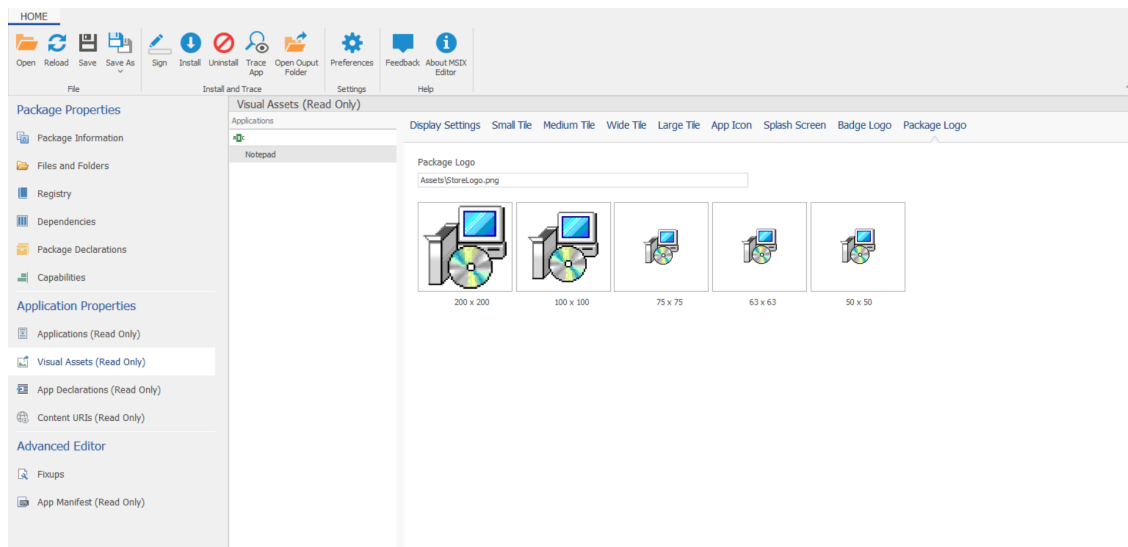 HOME
Open Reload Save Save As Sign Install Uninstall Trace App Open Ouput Folder Preferences Feedback About MSIX Editor
File Install and Trace Settings Help
Package Properties
Package Information
Files and Folders
Registry
Dependencies
Package Declarations
Capabilities
Application Properties
Applications (Read Only)
Visual Assets (Read Only)
App Declarations (Read Only)
Content URIs (Read Only)
Advanced Editor
Fixups
App Manifest (Read Only)
Visual Assets (Read Only)
Applications
Notepad
Display Settings Small Tile Medium Tile Wide Tile Large Tile App Icon Splash Screen Badge Logo Package Logo
Package Logo
Assets\StoreLogo.png
200 x 200 100 x 100 75 x 75 63 x 63 50 x 50